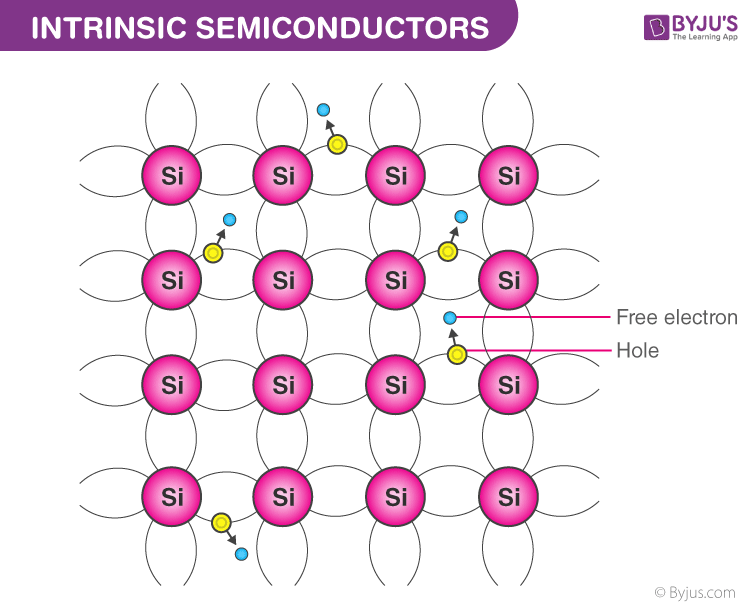 INTRINSIC SEMICONDUCTORS
BYJU'S
The Learning App
Si Si Si Si
Si Si Si Si
Free electron
Hole
Si Si Si Si
Si Si Si Si
© Byjus.com